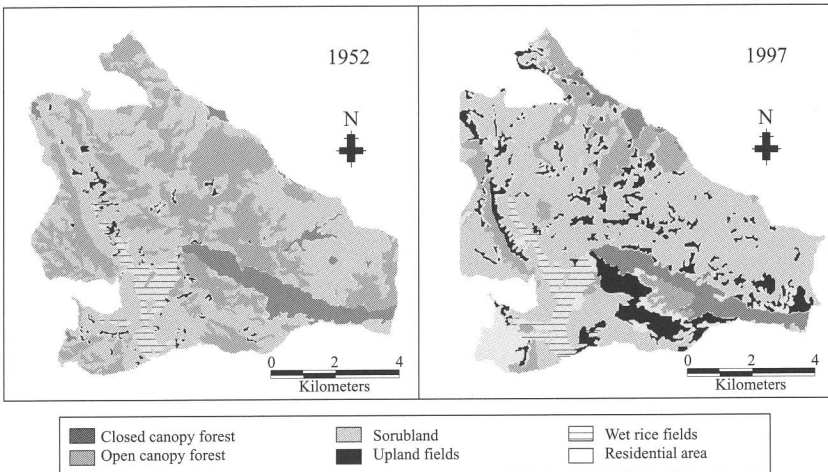 1952
N
0 2 4
Kilometers
1997
N
0 2 4
Kilometers
Closed canopy forest
Open canopy forest
Sorubland
Upland fields
Wet rice fields
Residential area